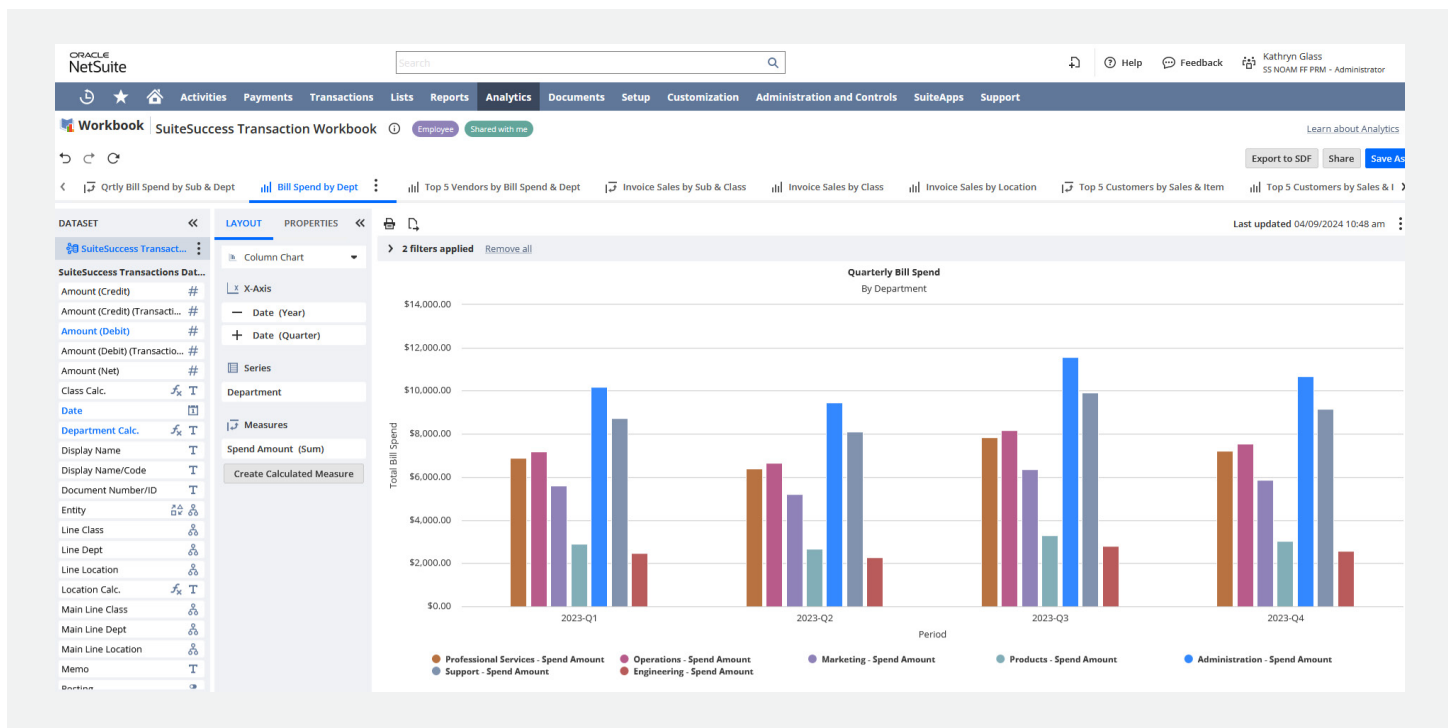 ORACLE
NetSuite
Search
Help
Feedback
Kathryn Glass
SS NOAM FF PRM - Administrator
Activities Payments Transactions Lists Reports Analytics Documents Setup Customization Administration and Controls SuiteApps Support
Workbook SuiteSuccess Transaction Workbook Employee Shared with me
Learn about Analytics
Export to SDF Share Save As
Qrtly Bill Spend by Sub & Dept Bill Spend by Dept Top 5 Vendors by Bill Spend & Dept Invoice Sales by Sub & Class Invoice Sales by Class Invoice Sales by Location Top 5 Customers by Sales & Item Top 5 Customers by Sales & I
DATASET
SuiteSuccess Transact...
SuiteSuccess Transactions Dat...
Amount (Credit) #
Amount (Credit) (Transacti... #
Amount (Debit) #
Amount (Debit) (Transactio... #
Amount (Net) #
Class Calc. fx T
Date
Department Calc. fx T
Display Name T
Display Name/Code T
Document Number/ID T
Entity
Line Class
Line Dept
Line Location
Location Calc. fx T
Main Line Class
Main Line Dept
Main Line Location
Memo T
Posting
LAYOUT PROPERTIES
Column Chart
X-Axis
Date (Year)
Date (Quarter)
Series
Department
Measures
Spend Amount (Sum)
Create Calculated Measure
Last updated 04/09/2024 10:48 am
2 filters applied Remove all
Quarterly Bill Spend
By Department
Total Bill Spend
$14,000.00
$12,000.00
$10,000.00
$8,000.00
$6,000.00
$4,000.00
$2,000.00
$0.00
2023-Q1 2023-Q2 2023-Q3 2023-Q4
Period
Professional Services - Spend Amount Operations - Spend Amount Marketing - Spend Amount Products - Spend Amount Administration - Spend Amount
Support - Spend Amount Engineering - Spend Amount